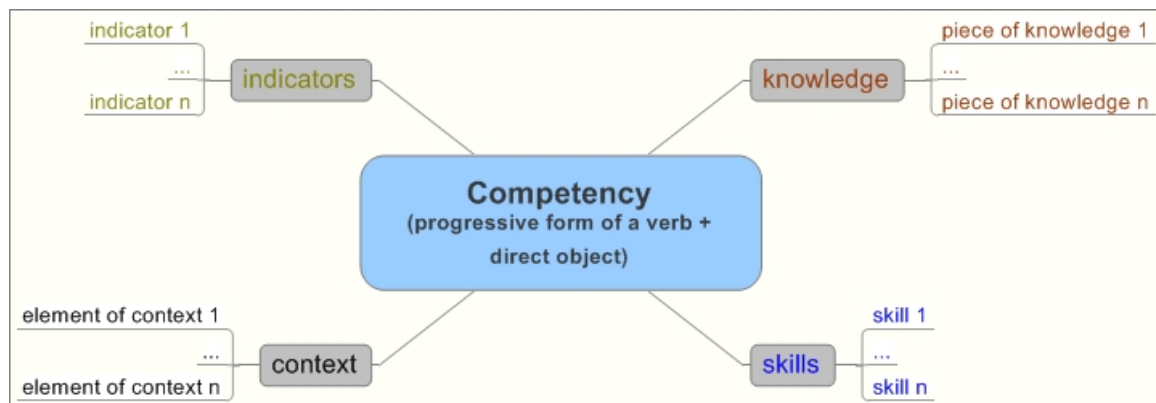 indicator 1
...
indicator n
indicators
piece of knowledge 1
...
piece of knowledge n
knowledge
Competency
(progressive form of a verb +
direct object)
element of context 1
...
element of context n
context
skill 1
...
skill n
skills